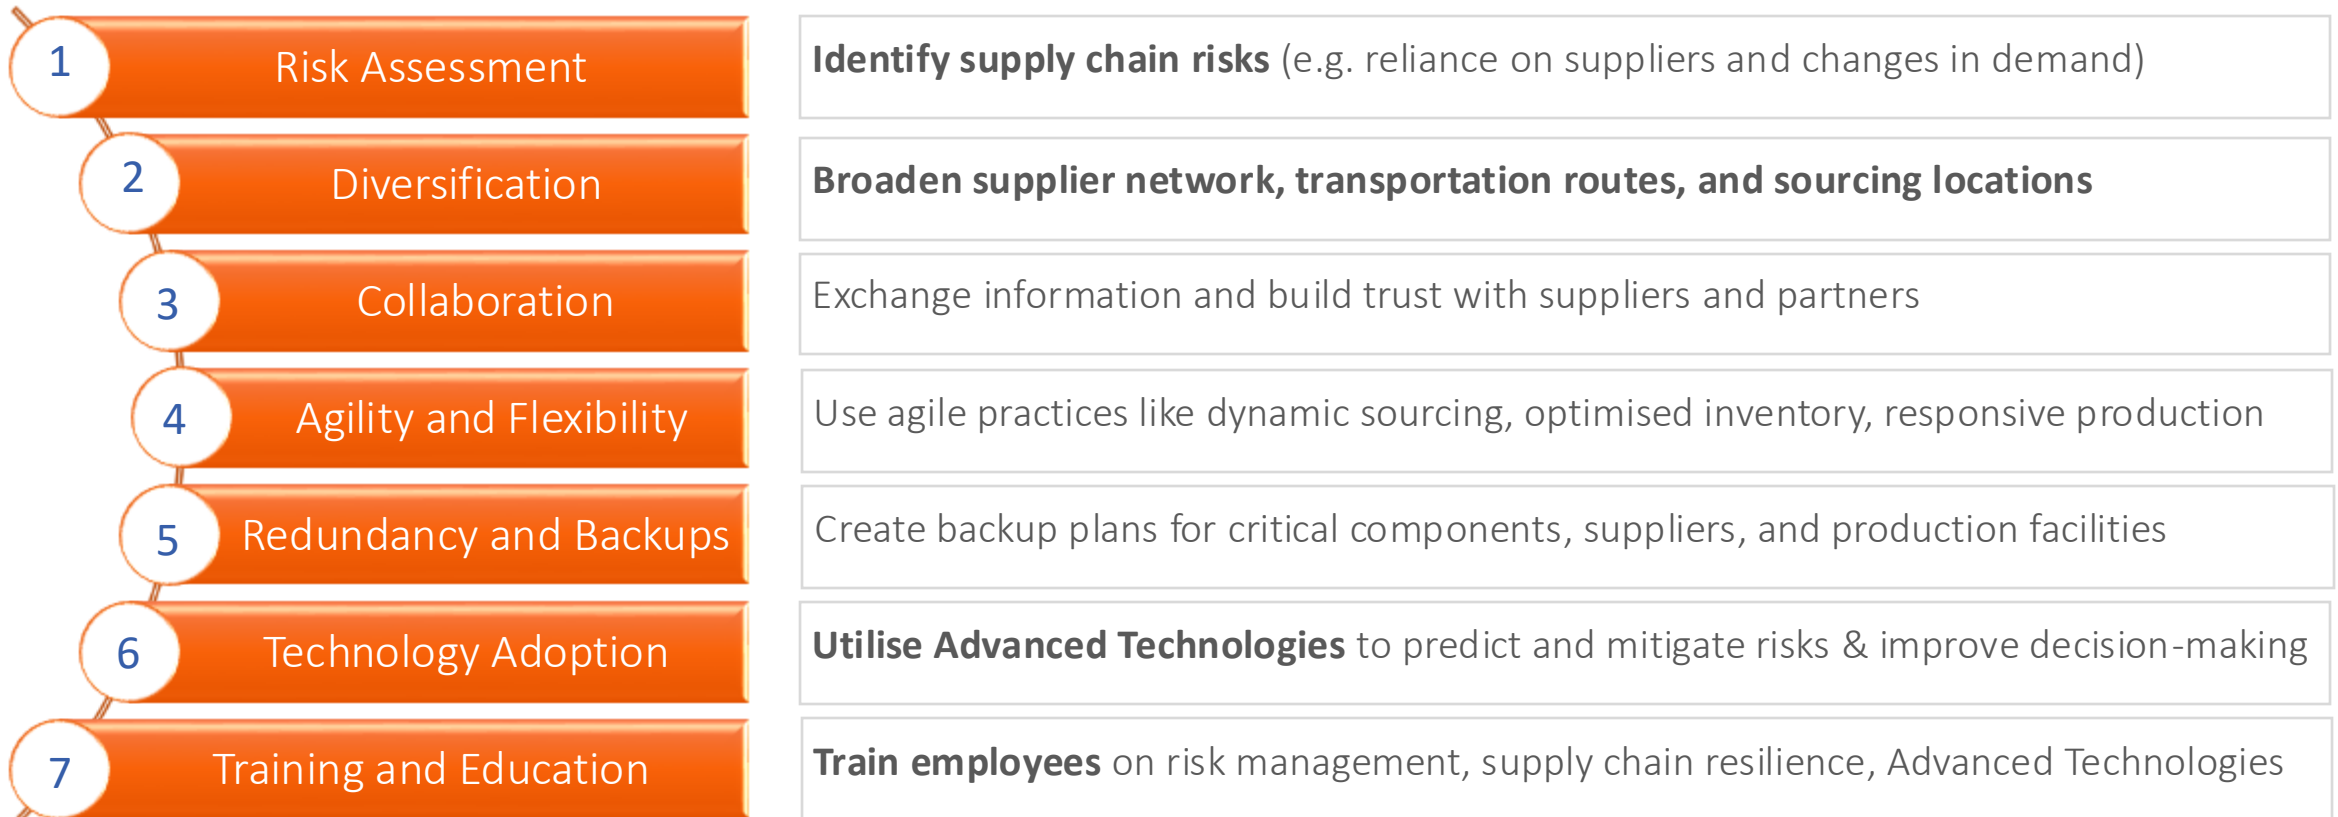 1
Risk Assessment
Identify supply chain risks (e.g. reliance on suppliers and changes in demand)
2
Diversification
Broaden supplier network, transportation routes, and sourcing locations
3
Collaboration
Exchange information and build trust with suppliers and partners
4
Agility and Flexibility
Use agile practices like dynamic sourcing, optimised inventory, responsive production
5
Redundancy and Backups
Create backup plans for critical components, suppliers, and production facilities
6
Technology Adoption
Utilise Advanced Technologies to predict and mitigate risks & improve decision-making
7
Training and Education
Train employees on risk management, supply chain resilience, Advanced Technologies